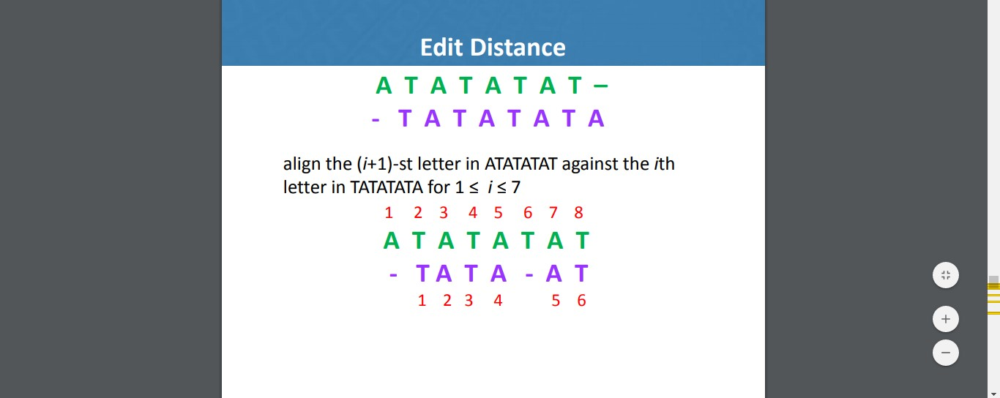 Edit Distance
A T A T A T A T –
- T A T A T A T A
align the (i+1)-st letter in ATATATAT against the ith
letter in TATATATA for 1 ≤ i ≤ 7
1 2 3 4 5 6 7 8
A T A T A T A T
- T A T A - A T
1 2 3 4 5 6